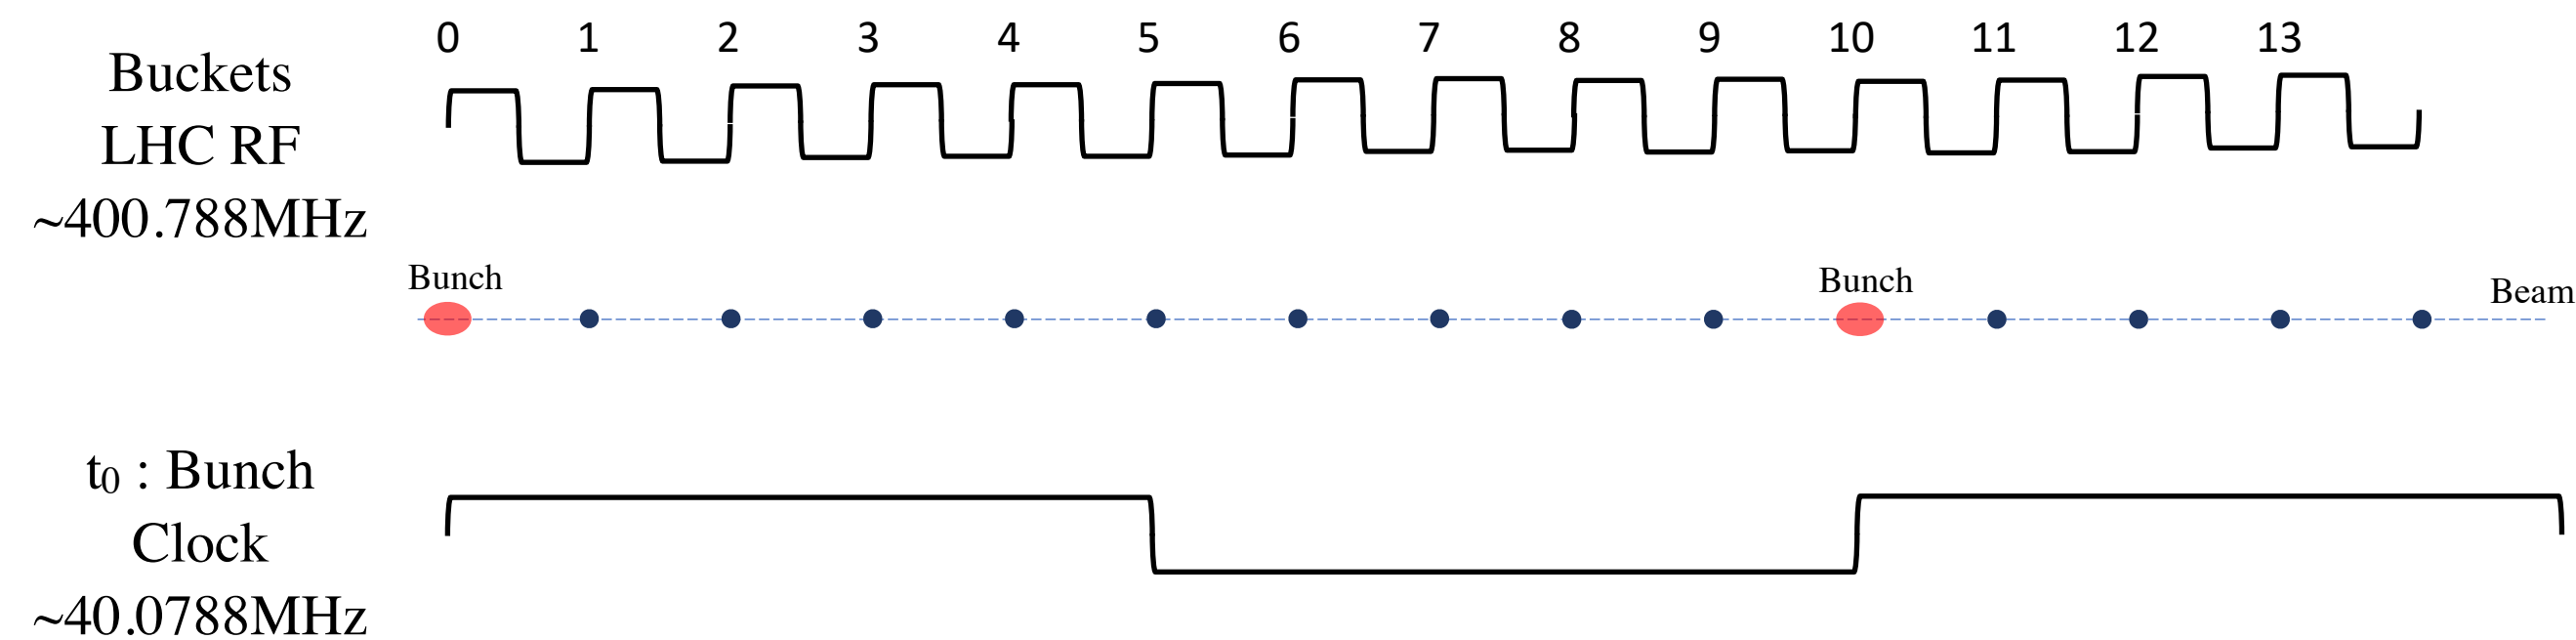 0 1 2 3 4 5 6 7 8 9 10 11 12 13
Buckets
LHC RF
~400.788MHz
Bunch Bunch Beam
t₀ : Bunch
Clock
~40.0788MHz